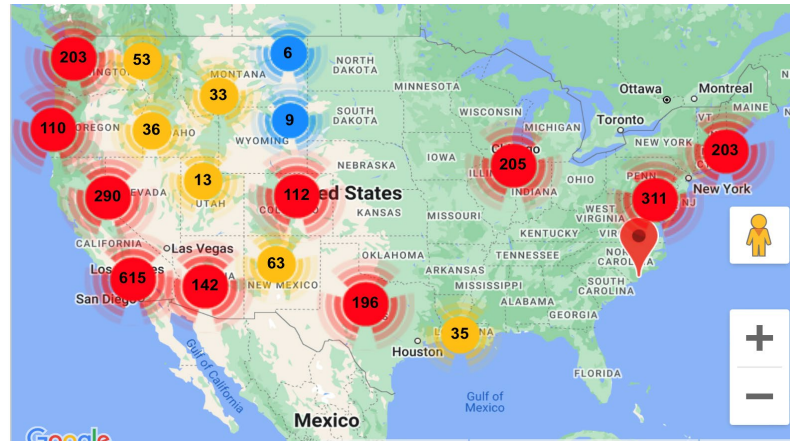 203
53
6
NORTH
DAKOTA
MONTANA
33
MINNESOTA
Ottawa
Montreal
MAINE
110
OREGON
36
9
SOUTH
DAKOTA
WYOMING
WISCONSIN
MICHIGAN
Toronto
VT
NEW YORK
203
IOWA
205
NEBRASKA
13
UTAH
290
112
ed States
INDIANA
OHIO
PENN
311
NJ
New York
KANSAS
MISSOURI
WEST
VIRGINIA
KENTUCKY
CALIFORNIA
Las Vegas
615
142
63
NEW MEXICO
OKLAHOMA
TENNESSEE
ARKANSAS
SOUTH
CAROLINA
MISSISSIPPI
ALABAMA
GEORGIA
San Diego
196
35
Houston
Gulf of
California
FLORIDA
Gulf of
Mexico
Mexico
Google